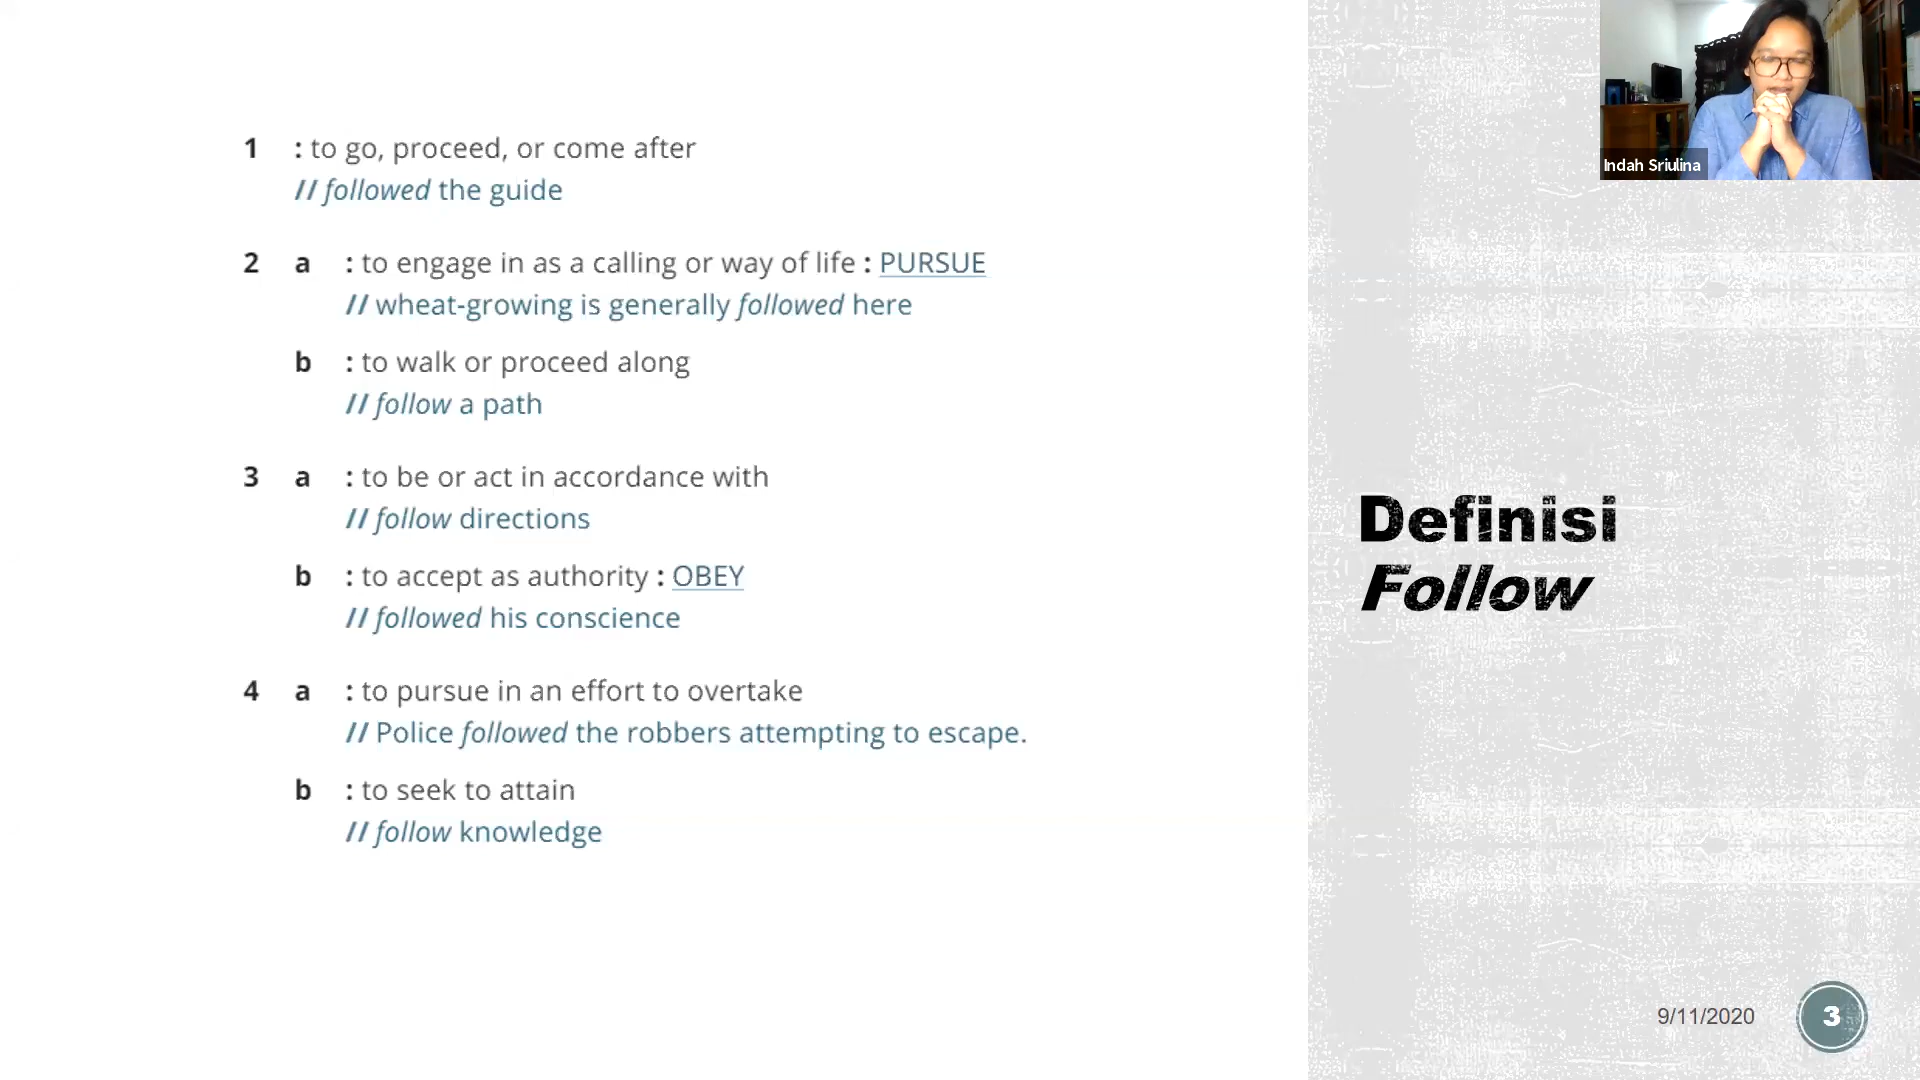 1 : to go, proceed, or come after
// followed the guide
2 a : to engage in as a calling or way of life : PURSUE
// wheat-growing is generally followed here
b : to walk or proceed along
// follow a path
3 a : to be or act in accordance with
// follow directions
b : to accept as authority : OBEY
// followed his conscience
4 a : to pursue in an effort to overtake
// Police followed the robbers attempting to escape.
b : to seek to attain
// follow knowledge
Indah Sriulina
Definisi
Follow
9/11/2020
3